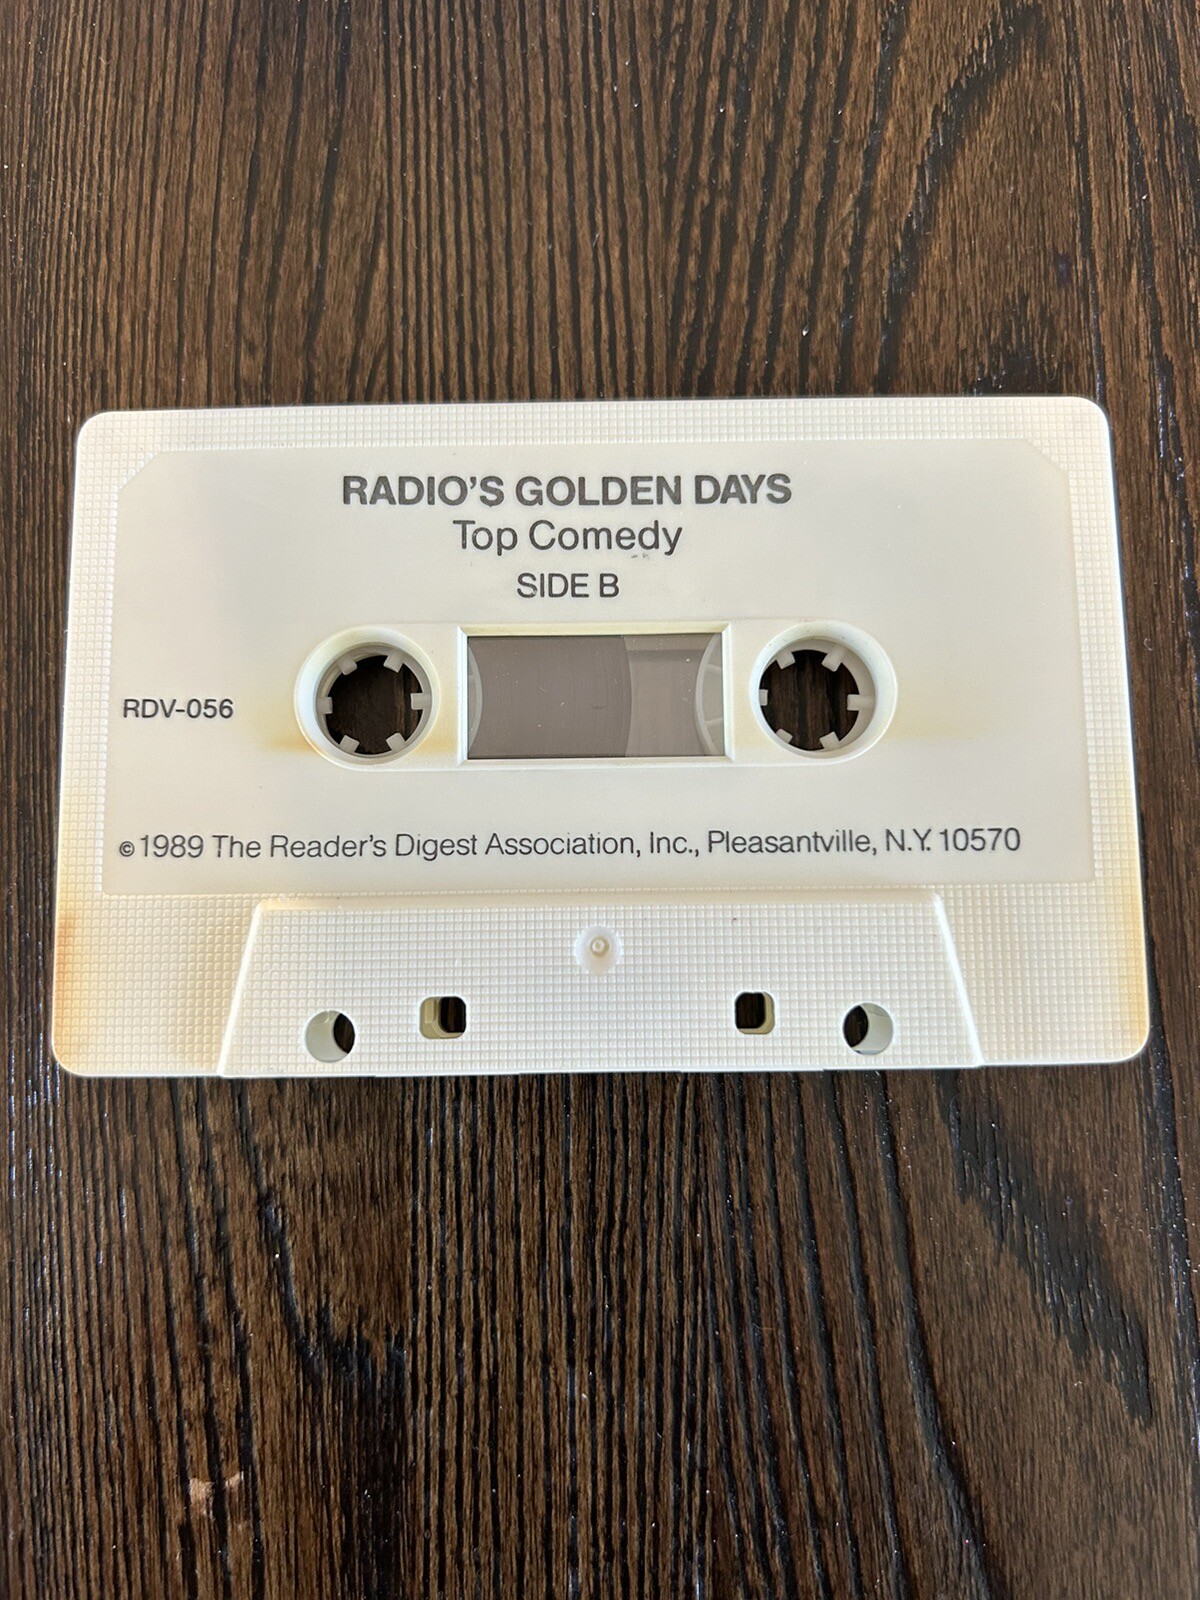 RADIO'S GOLDEN DAYS
Top Comedy
SIDE B
RDV-056
©1989 The Reader's Digest Association, Inc., Pleasantville, N.Y. 10570